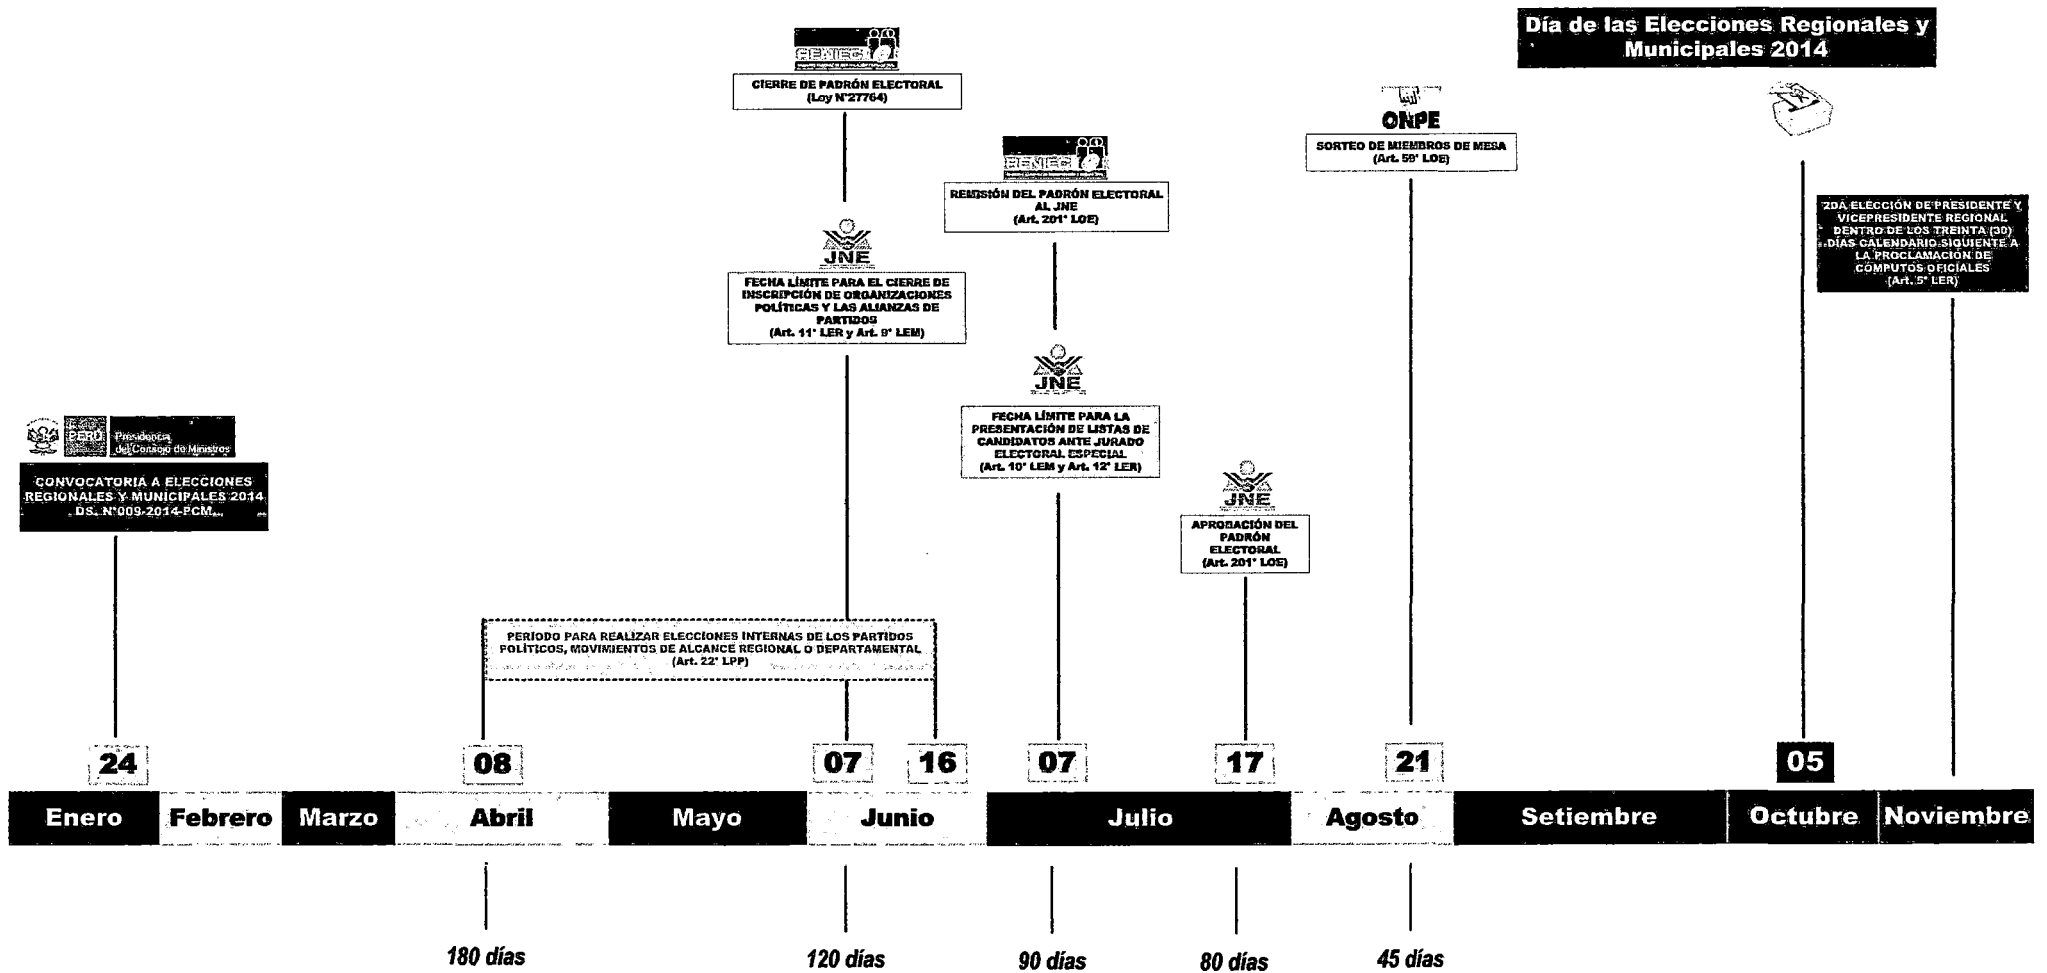 Día de las Elecciones Regionales y
Municipales 2014
RENIEC
CIERRE DE PADRÓN ELECTORAL
(Ley N°27764)
ONPE
SORTEO DE MIEMBROS DE MESA
(Art. 59° LOE)
RENIEC
REMISIÓN DEL PADRÓN ELECTORAL
AL JNE
(Art. 201° LOE)
2DA ELECCIÓN DE PRESIDENTE Y
VICEPRESIDENTE REGIONAL
DENTRO DE LOS TREINTA (30)
DÍAS CALENDARIO SIGUIENTE A
LA PROCLAMACIÓN DE
CÓMPUTOS OFICIALES
(Art. 5° LER)
JNE
FECHA LÍMITE PARA EL CIERRE DE
INSCRIPCIÓN DE ORGANIZACIONES
POLÍTICAS Y LAS ALIANZAS DE
PARTIDOS
(Art. 11° LER y Art. 9° LEM)
JNE
FECHA LÍMITE PARA LA
PRESENTACIÓN DE LISTAS DE
CANDIDATOS ANTE JURADO
ELECTORAL ESPECIAL
(Art. 10° LEM y Art. 12° LER)
PERÚ
Presidencia
del Consejo de Ministros
CONVOCATORIA A ELECCIONES
REGIONALES Y MUNICIPALES 2014
DS. N°009-2014-PCM
JNE
APROBACIÓN DEL
PADRÓN
ELECTORAL
(Art. 201° LOE)
PERÍODO PARA REALIZAR ELECCIONES INTERNAS DE LOS PARTIDOS
POLÍTICOS, MOVIMIENTOS DE ALCANCE REGIONAL O DEPARTAMENTAL
(Art. 22° LPP)
24 08 07 16 07 17 21 05
Enero Febrero Marzo Abril Mayo Junio Julio Agosto Setiembre Octubre Noviembre
180 días 120 días 90 días 80 días 45 días